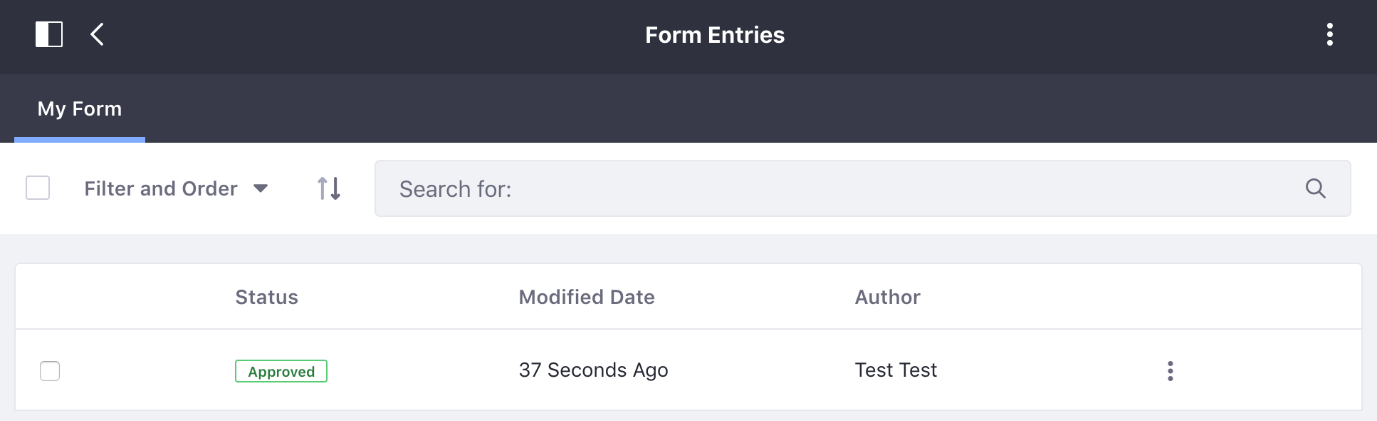 Form Entries
My Form
Filter and Order
Search for:
Status Modified Date Author
Approved 37 Seconds Ago Test Test